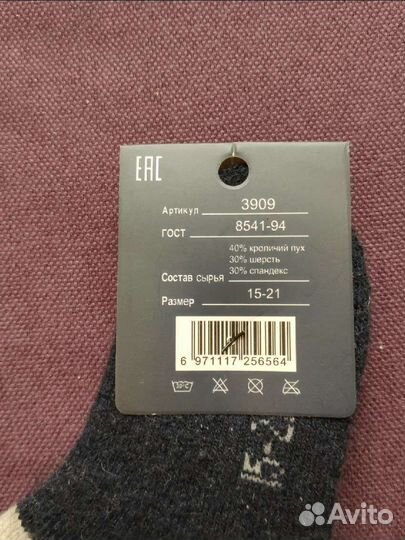 ЕАС
Артикул 3909
ГОСТ 8541-94
40% кроличий пух
30% шерсть
Состав сырья 30% спандекс
Размер 15-21
6 971117 256564
Avito